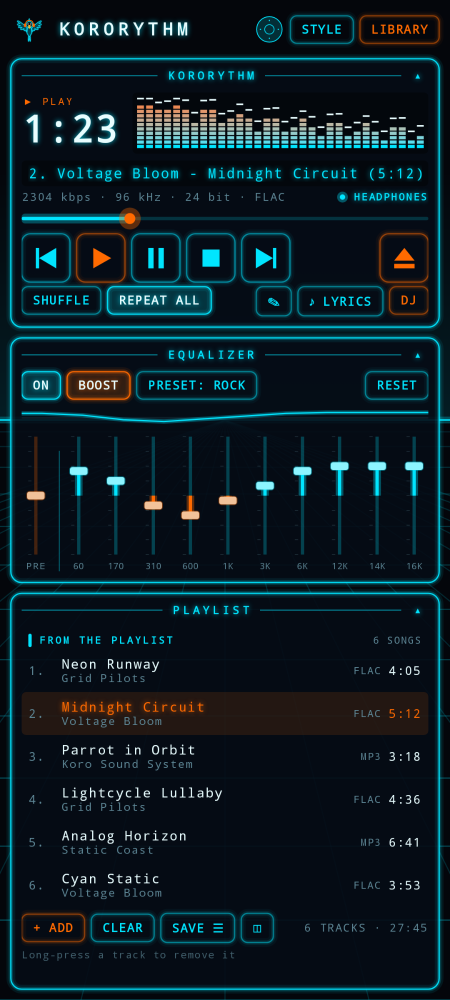 KORORYTHM
STYLE
LIBRARY
KORORYTHM
▶ PLAY
1:23
2. Voltage Bloom - Midnight Circuit (5:12)
2304 kbps · 96 kHz · 24 bit · FLAC
HEADPHONES
SHUFFLE
REPEAT ALL
♪ LYRICS
DJ
EQUALIZER
ON
BOOST
PRESET: ROCK
RESET
PRE 60 170 310 600 1K 3K 6K 12K 14K 16K
PLAYLIST
FROM THE PLAYLIST
6 SONGS
1. Neon Runway FLAC 4:05
Grid Pilots
2. Midnight Circuit FLAC 5:12
Voltage Bloom
3. Parrot in Orbit MP3 3:18
Koro Sound System
4. Lightcycle Lullaby FLAC 4:36
Grid Pilots
5. Analog Horizon MP3 6:41
Static Coast
6. Cyan Static FLAC 3:53
Voltage Bloom
+ ADD
CLEAR
SAVE ☰
6 TRACKS · 27:45
Long-press a track to remove it